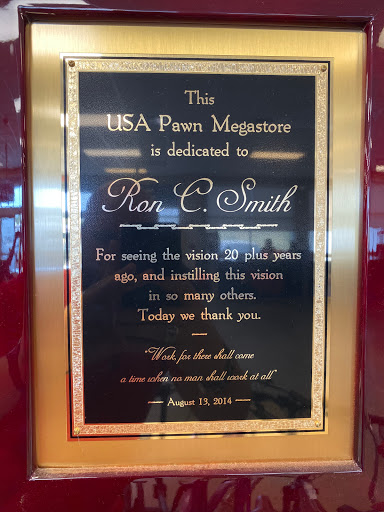 This
USA Pawn Megastore
is dedicated to
Ron C. Smith
For seeing the vision 20 plus years
ago, and instilling this vision
in so many others.
Today we thank you.
"Work, for there shall come
a time when no man shall work at all"
— August 13, 2014 —